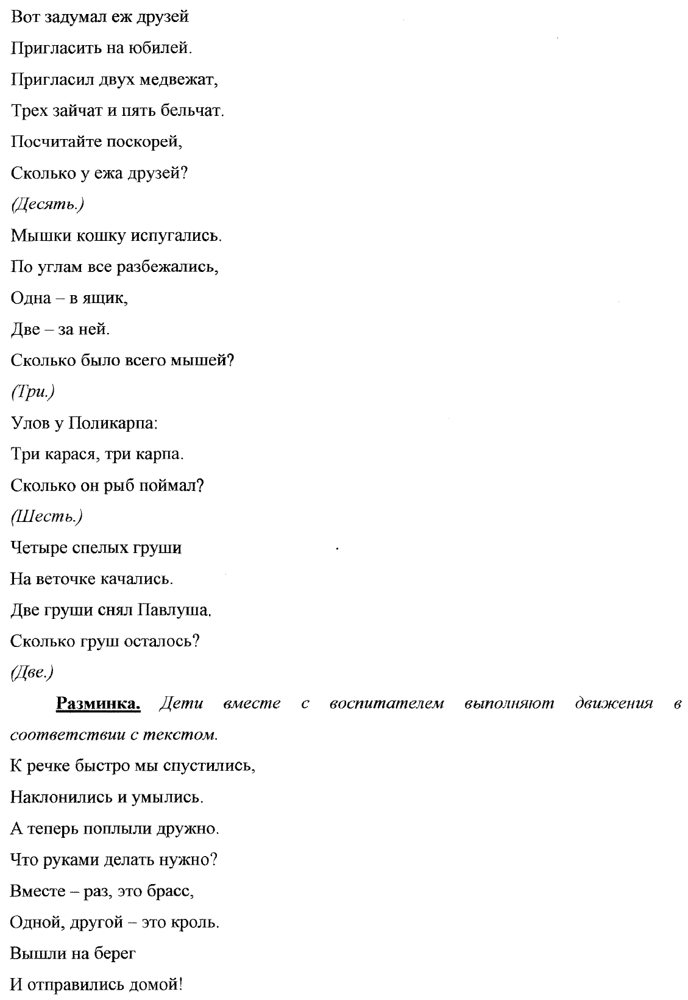 Вот задумал еж друзей
Пригласить на юбилей.
Пригласил двух медвежат,
Трех зайчат и пять бельчат.
Посчитайте поскорей,
Сколько у ежа друзей?
(Десять.)
Мышки кошку испугались.
По углам все разбежались,
Одна – в ящик,
Две – за ней.
Сколько было всего мышей?
(Три.)
Улов у Поликарпа:
Три карася, три карпа.
Сколько он рыб поймал?
(Шесть.)
Четыре спелых груши
На веточке качались.
Две груши снял Павлуша.
Сколько груш осталось?
(Две.)
Разминка. Дети вместе с воспитателем выполняют движения в
соответствии с текстом.
К речке быстро мы спустились,
Наклонились и умылись.
А теперь поплыли дружно.
Что руками делать нужно?
Вместе – раз, это брасс,
Одной, другой – это кроль.
Вышли на берег
И отправились домой!